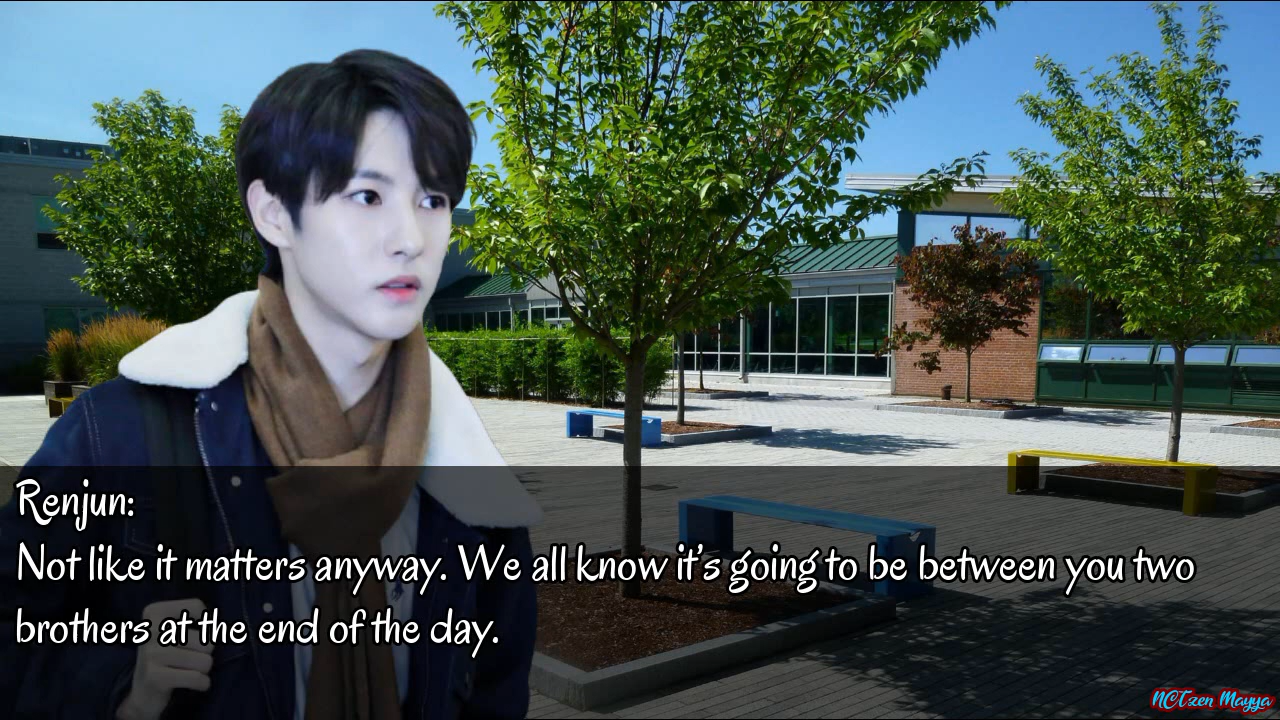 Renjun:
Not like it matters anyway. We all know it's going to be between you two
brothers at the end of the day.
NCTzen Mayya